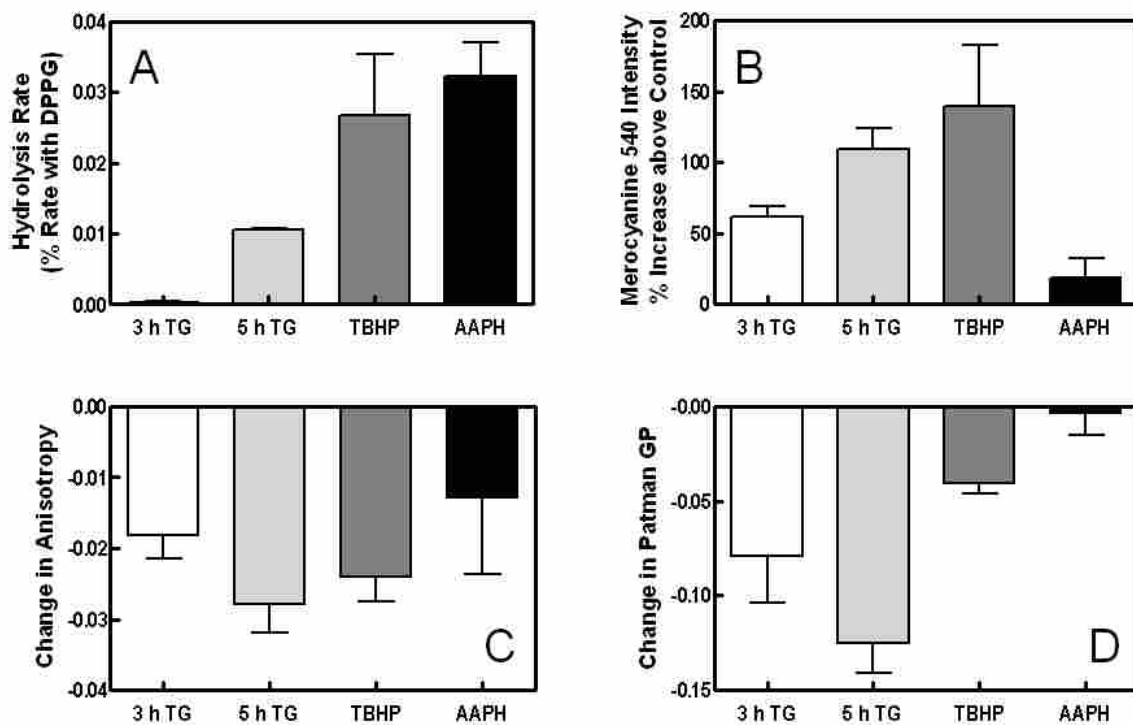 A
Hydrolysis Rate
(% Rate with DPPG)
0.04
0.03
0.02
0.01
0.00
3 h TG
5 h TG
TBHP
AAPH
B
Merocyanine 540 Intensity
% Increase above Control
200
150
100
50
0
3 h TG
5 h TG
TBHP
AAPH
C
Change in Anisotropy
0.00
-0.01
-0.02
-0.03
-0.04
3 h TG
5 h TG
TBHP
AAPH
D
Change in Patman GP
-0.00
-0.05
-0.10
-0.15
3 h TG
5 h TG
TBHP
AAPH